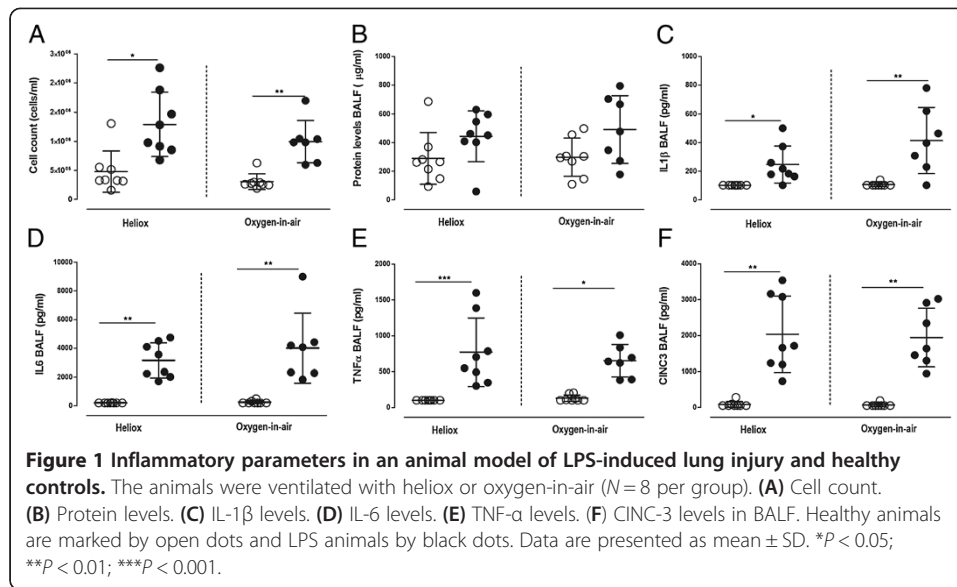 A
B
C
Cell count (cells/ml)
3×10⁰⁶
2×10⁰⁶
1×10⁰⁶
5×10⁰⁵
0
*
**
Heliox
Oxygen-in-air
Protein levels BALF ( µg/ml)
1000
800
600
400
200
0
Heliox
Oxygen-in-air
IL1β BALF (pg/ml)
1000
800
600
400
200
0
*
**
Heliox
Oxygen-in-air
D
E
F
IL6 BALF (pg/ml)
10000
8000
6000
4000
2000
0
**
**
Heliox
Oxygen-in-air
TNFα BALF (pg/ml)
2000
1500
1000
500
0
***
*
Heliox
Oxygen-in-air
CINC3 BALF (pg/ml)
4000
3000
2000
1000
0
**
**
Heliox
Oxygen-in-air
Figure 1 Inflammatory parameters in an animal model of LPS-induced lung injury and healthy
controls. The animals were ventilated with heliox or oxygen-in-air (N = 8 per group). (A) Cell count.
(B) Protein levels. (C) IL-1β levels. (D) IL-6 levels. (E) TNF-α levels. (F) CINC-3 levels in BALF. Healthy animals
are marked by open dots and LPS animals by black dots. Data are presented as mean ± SD. *P < 0.05;
**P < 0.01; ***P < 0.001.